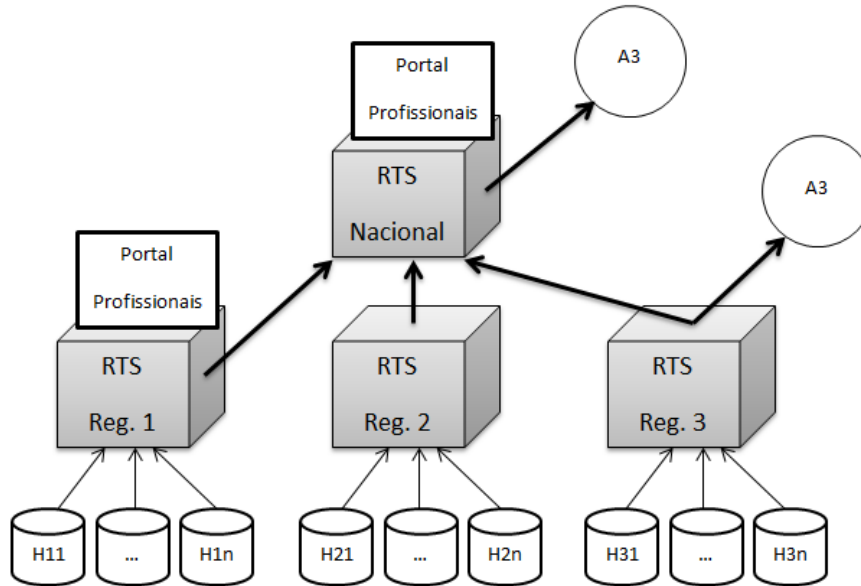 Portal
Profissionais
A3
RTS
Nacional
A3
Portal
Profissionais
RTS
Reg. 1
RTS
Reg. 2
RTS
Reg. 3
H11
...
H1n
H21
...
H2n
H31
...
H3n